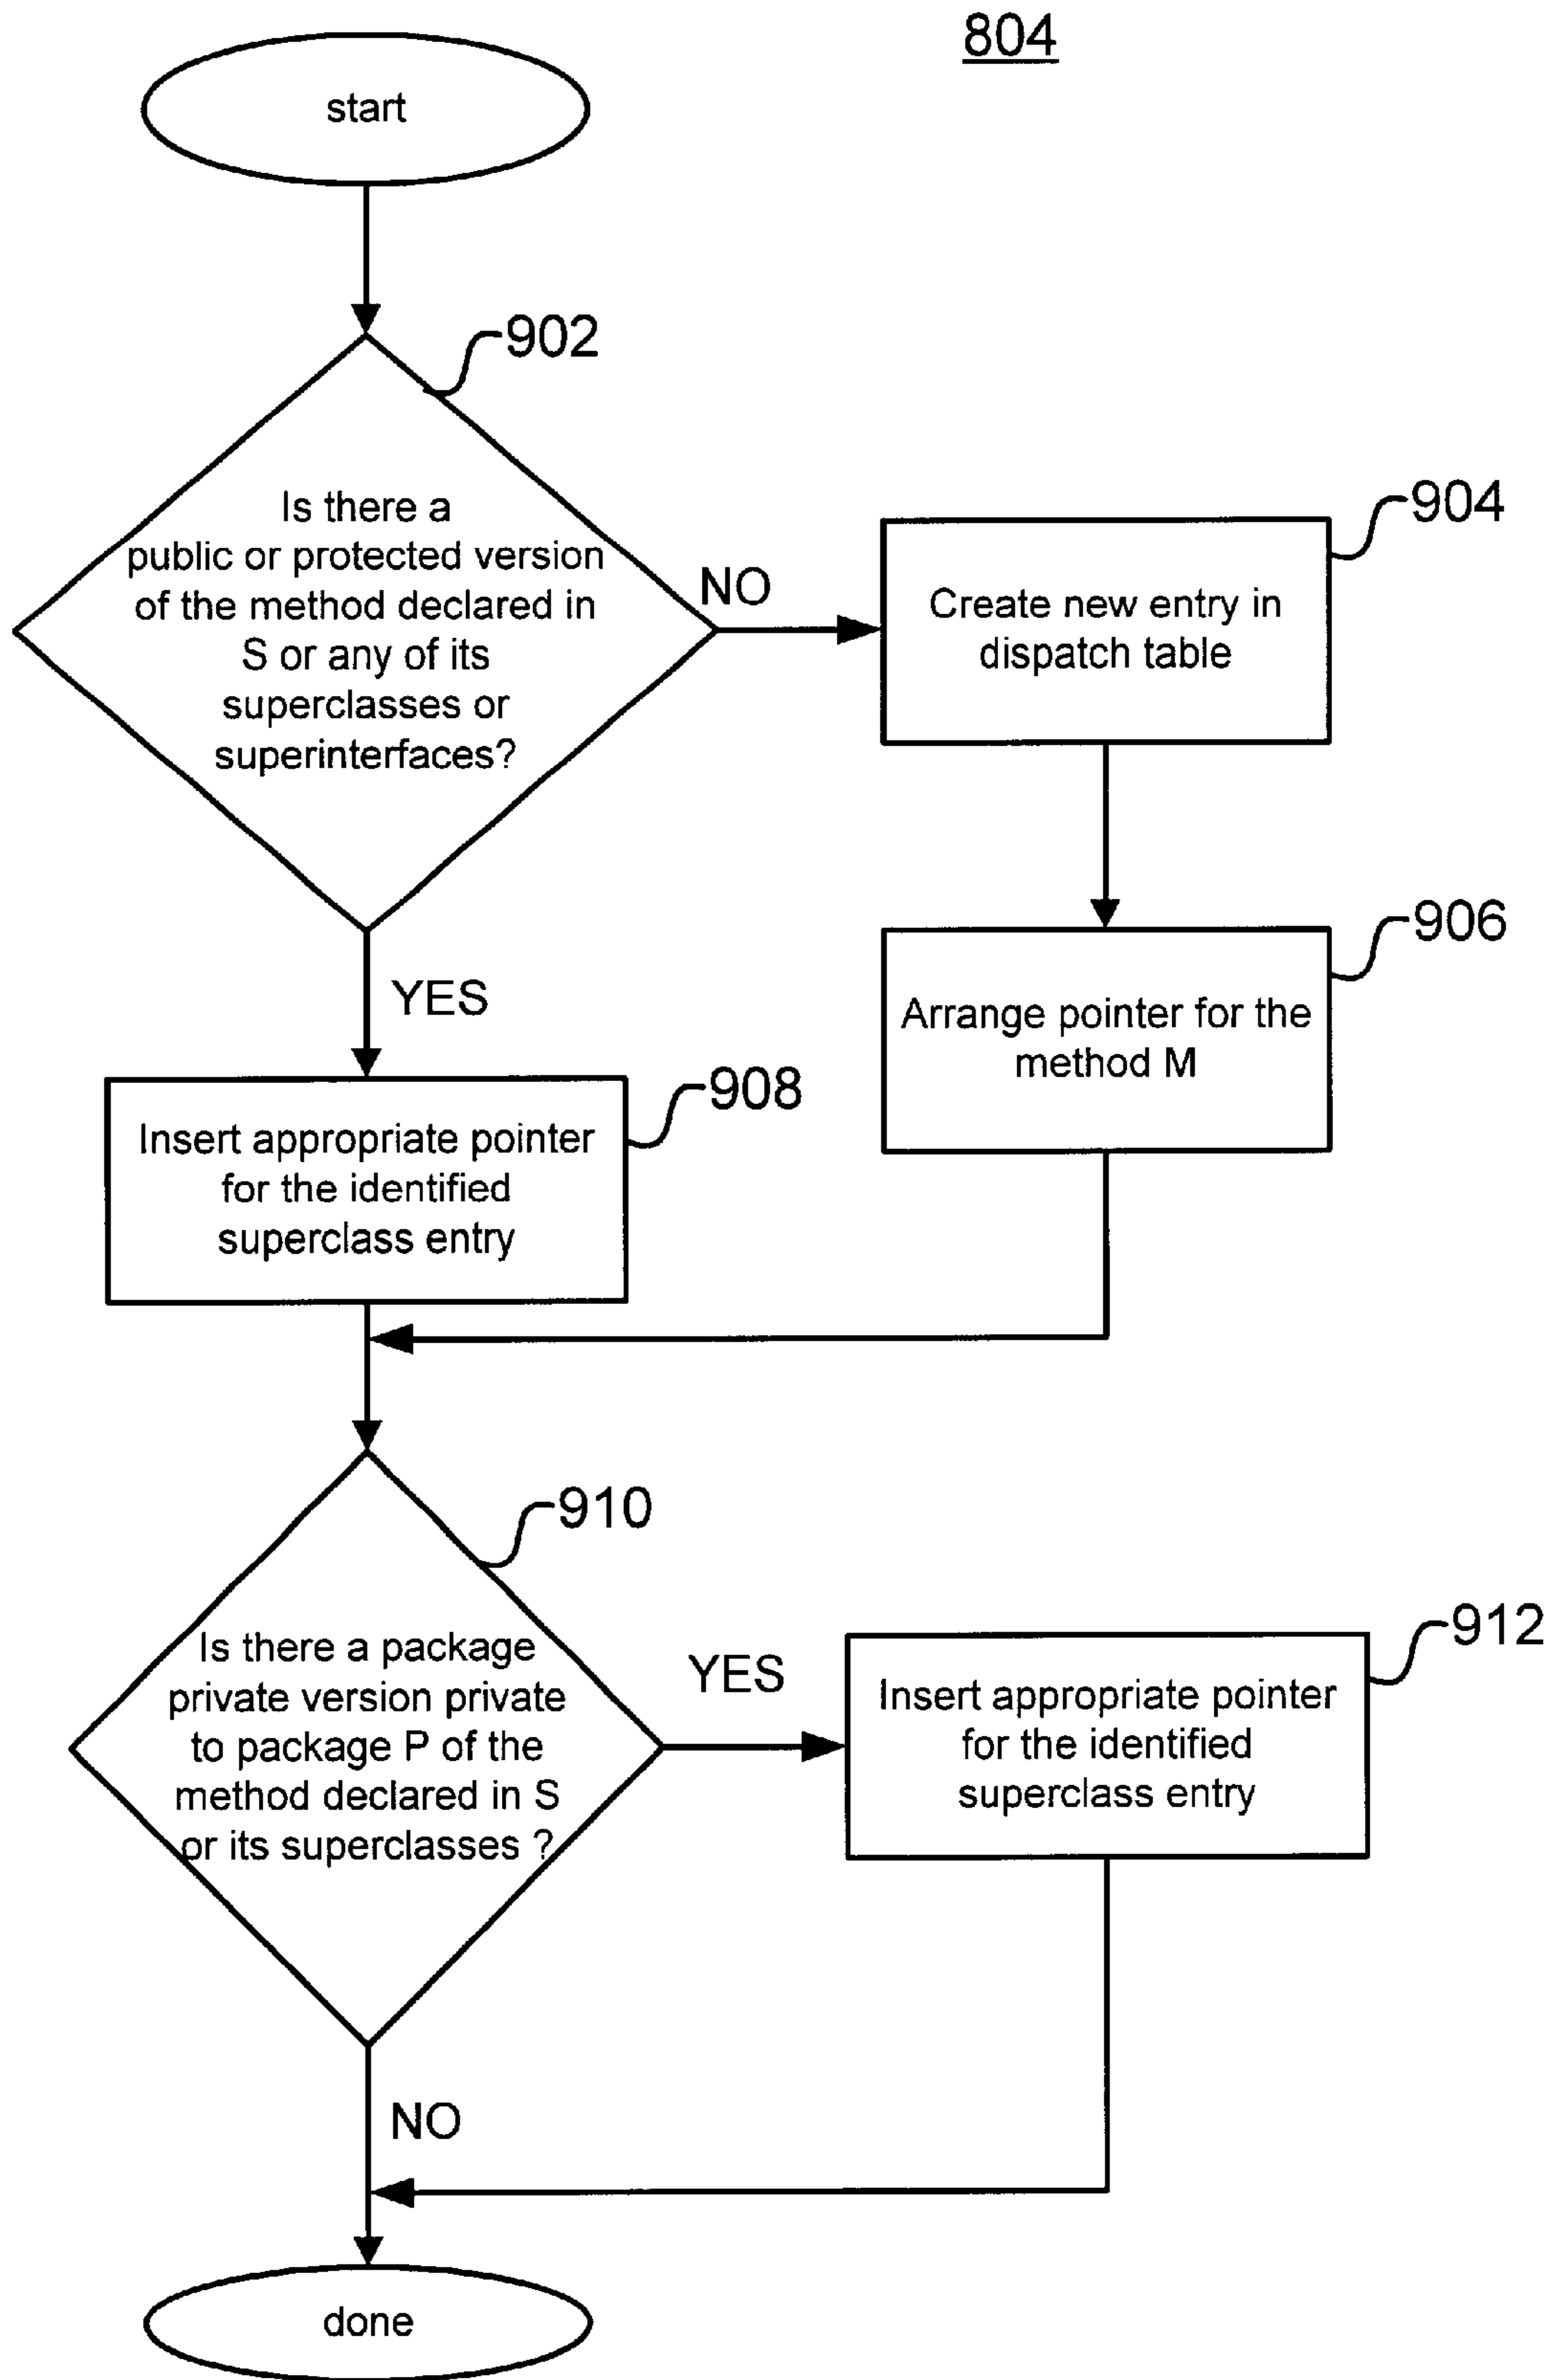 804
start
902
Is there a
public or protected version
of the method declared in
S or any of its
superclasses or
superinterfaces?
NO
904
Create new entry in
dispatch table
906
Arrange pointer for the
method M
YES
908
Insert appropriate pointer
for the identified
superclass entry
910
Is there a package
private version private
to package P of the
method declared in S
or its superclasses ?
YES
912
Insert appropriate pointer
for the identified
superclass entry
NO
done